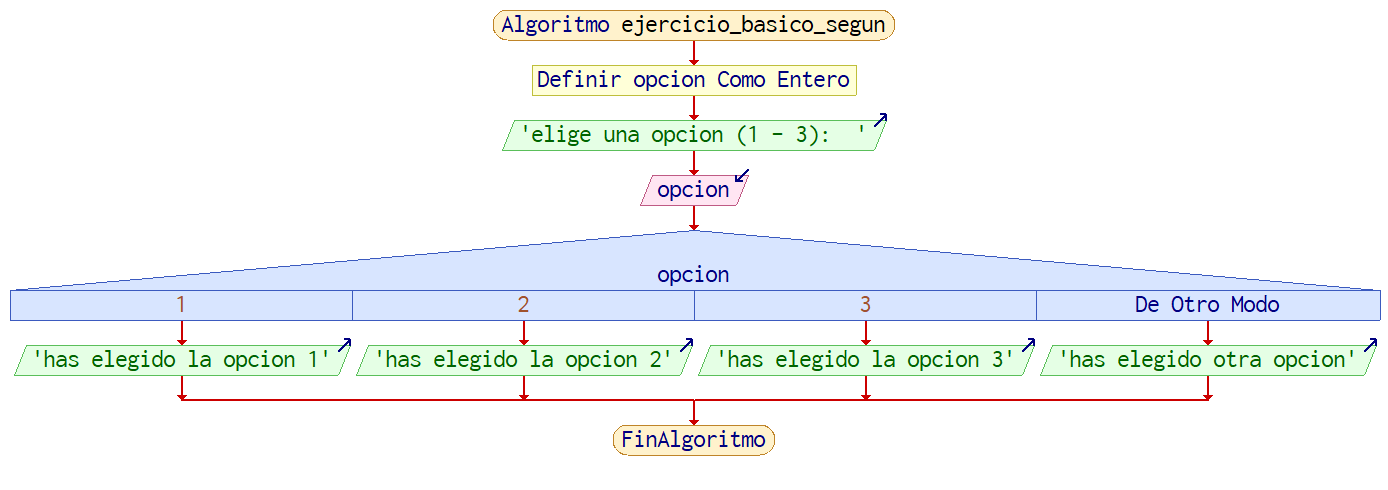 Algoritmo ejercicio_basico_segun
Definir opcion Como Entero
'elige una opcion (1 - 3):  '
opcion
opcion
1
2
3
De Otro Modo
'has elegido la opcion 1'
'has elegido la opcion 2'
'has elegido la opcion 3'
'has elegido otra opcion'
FinAlgoritmo